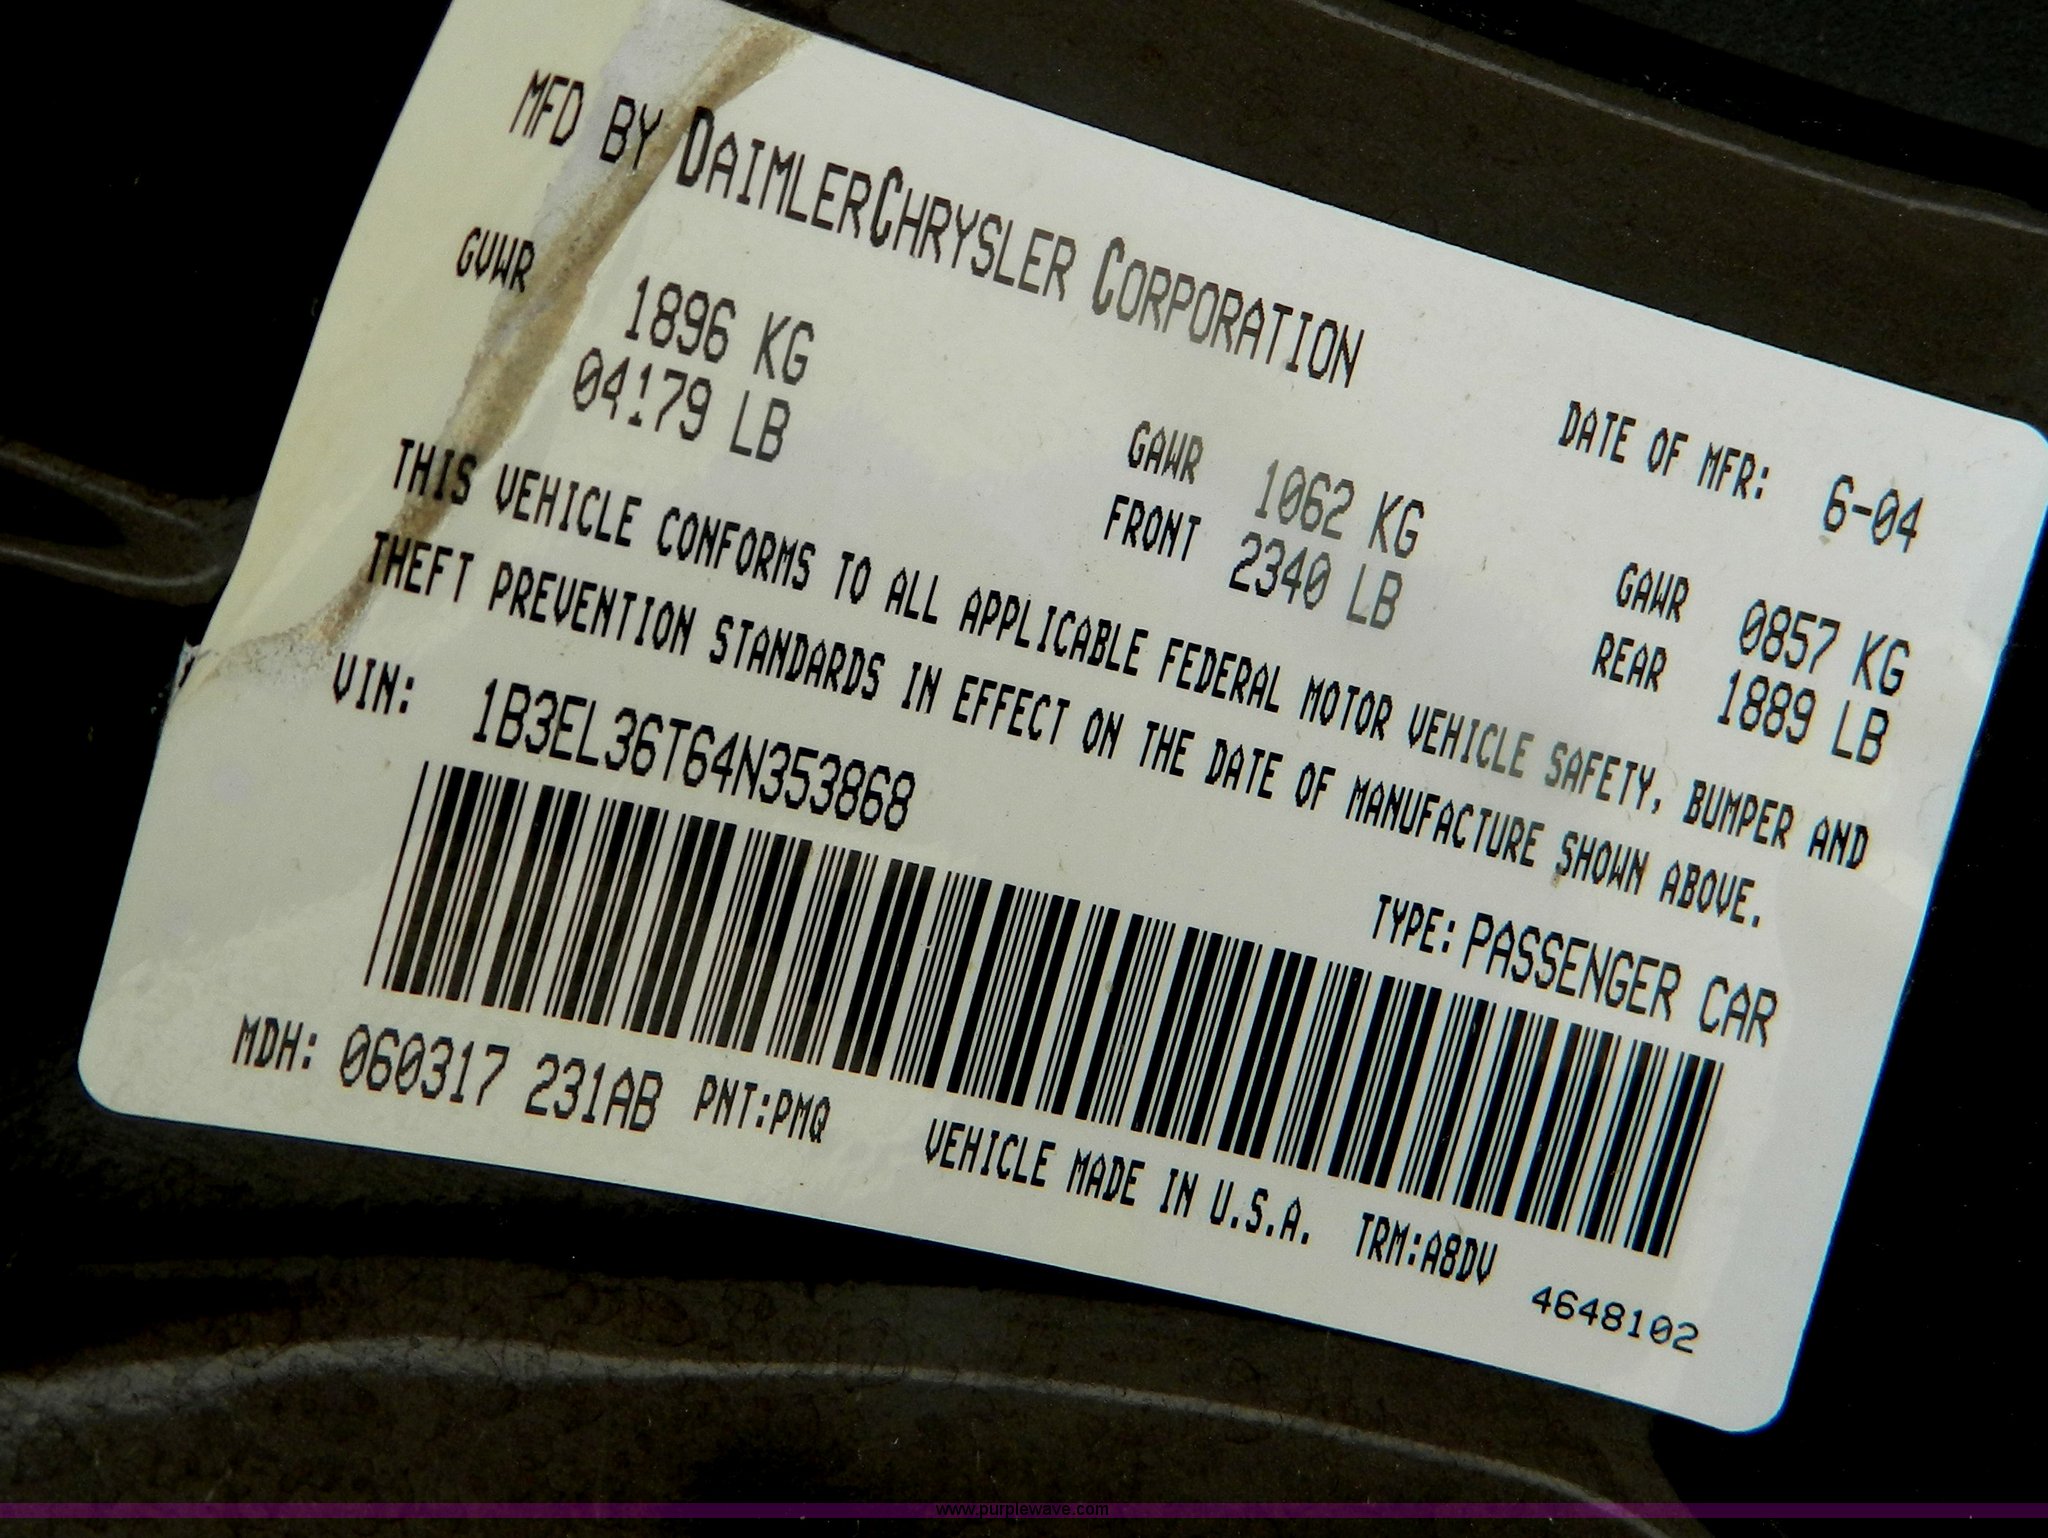 MFD BY DAIMLERCHRYSLER CORPORATION
DATE OF MFR: 6-04
GVWR 1896 KG
04179 LB
GAWR 1062 KG
FRONT 2340 LB
GAWR 0857 KG
REAR 1889 LB
THIS VEHICLE CONFORMS TO ALL APPLICABLE FEDERAL MOTOR VEHICLE SAFETY, BUMPER AND
THEFT PREVENTION STANDARDS IN EFFECT ON THE DATE OF MANUFACTURE SHOWN ABOVE.
VIN: 1B3EL36T64N353868
TYPE: PASSENGER CAR
MDH: 060317 231AB PNT:PMQ
VEHICLE MADE IN U.S.A. TRM:A8DV
4648102
www.purplewave.com